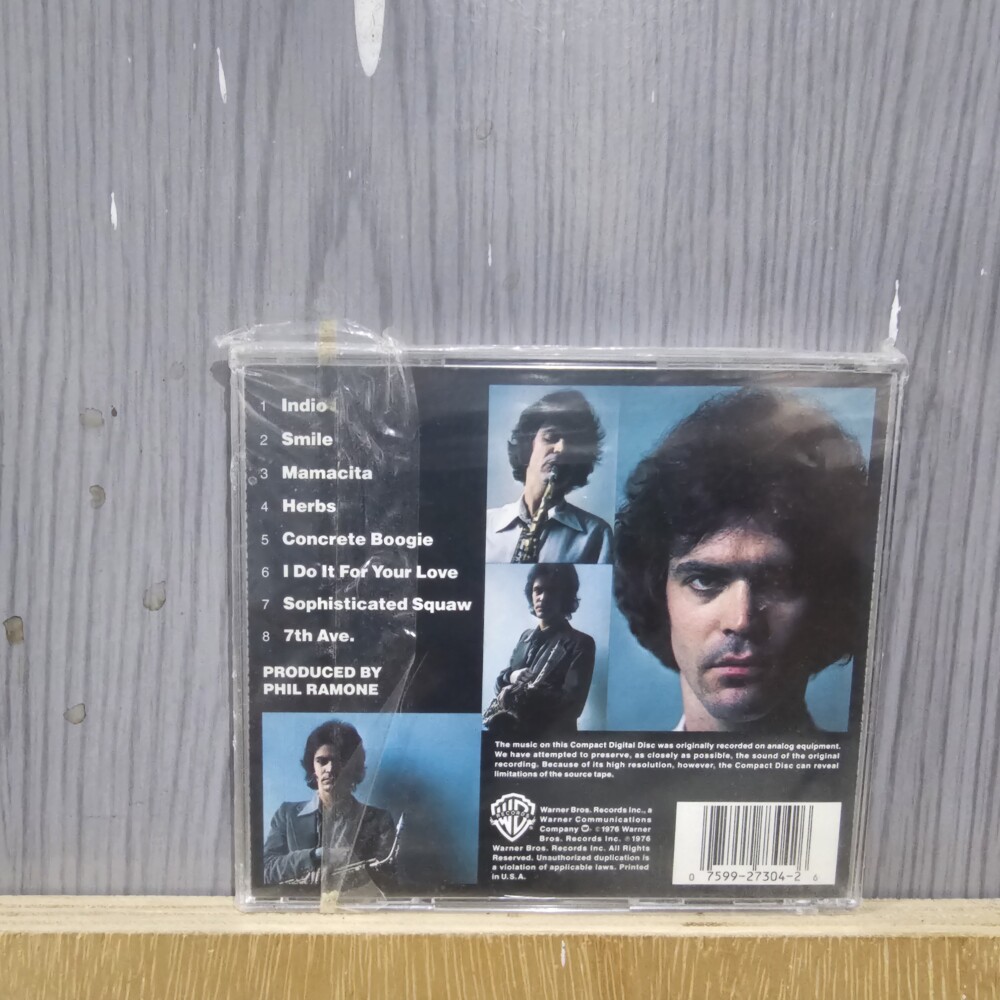 1 Indio
2 Smile
3 Mamacita
4 Herbs
5 Concrete Boogie
6 I Do It For Your Love
7 Sophisticated Squaw
8 7th Ave.
PRODUCED BY
PHIL RAMONE
The music on this Compact Digital Disc was originally recorded on analog equipment.
We have attempted to preserve, as closely as possible, the sound of the original
recording. Because of its high resolution, however, the Compact Disc can reveal
limitations of the source tape.
WB RECORDS
Warner Bros. Records Inc., a
Warner Communications
Company ©1976 Warner
Bros. Records Inc. ℗1976
Warner Bros. Records Inc. All Rights
Reserved. Unauthorized duplication is
a violation of applicable laws. Printed
in U.S.A.
0 7599-27304-2 6